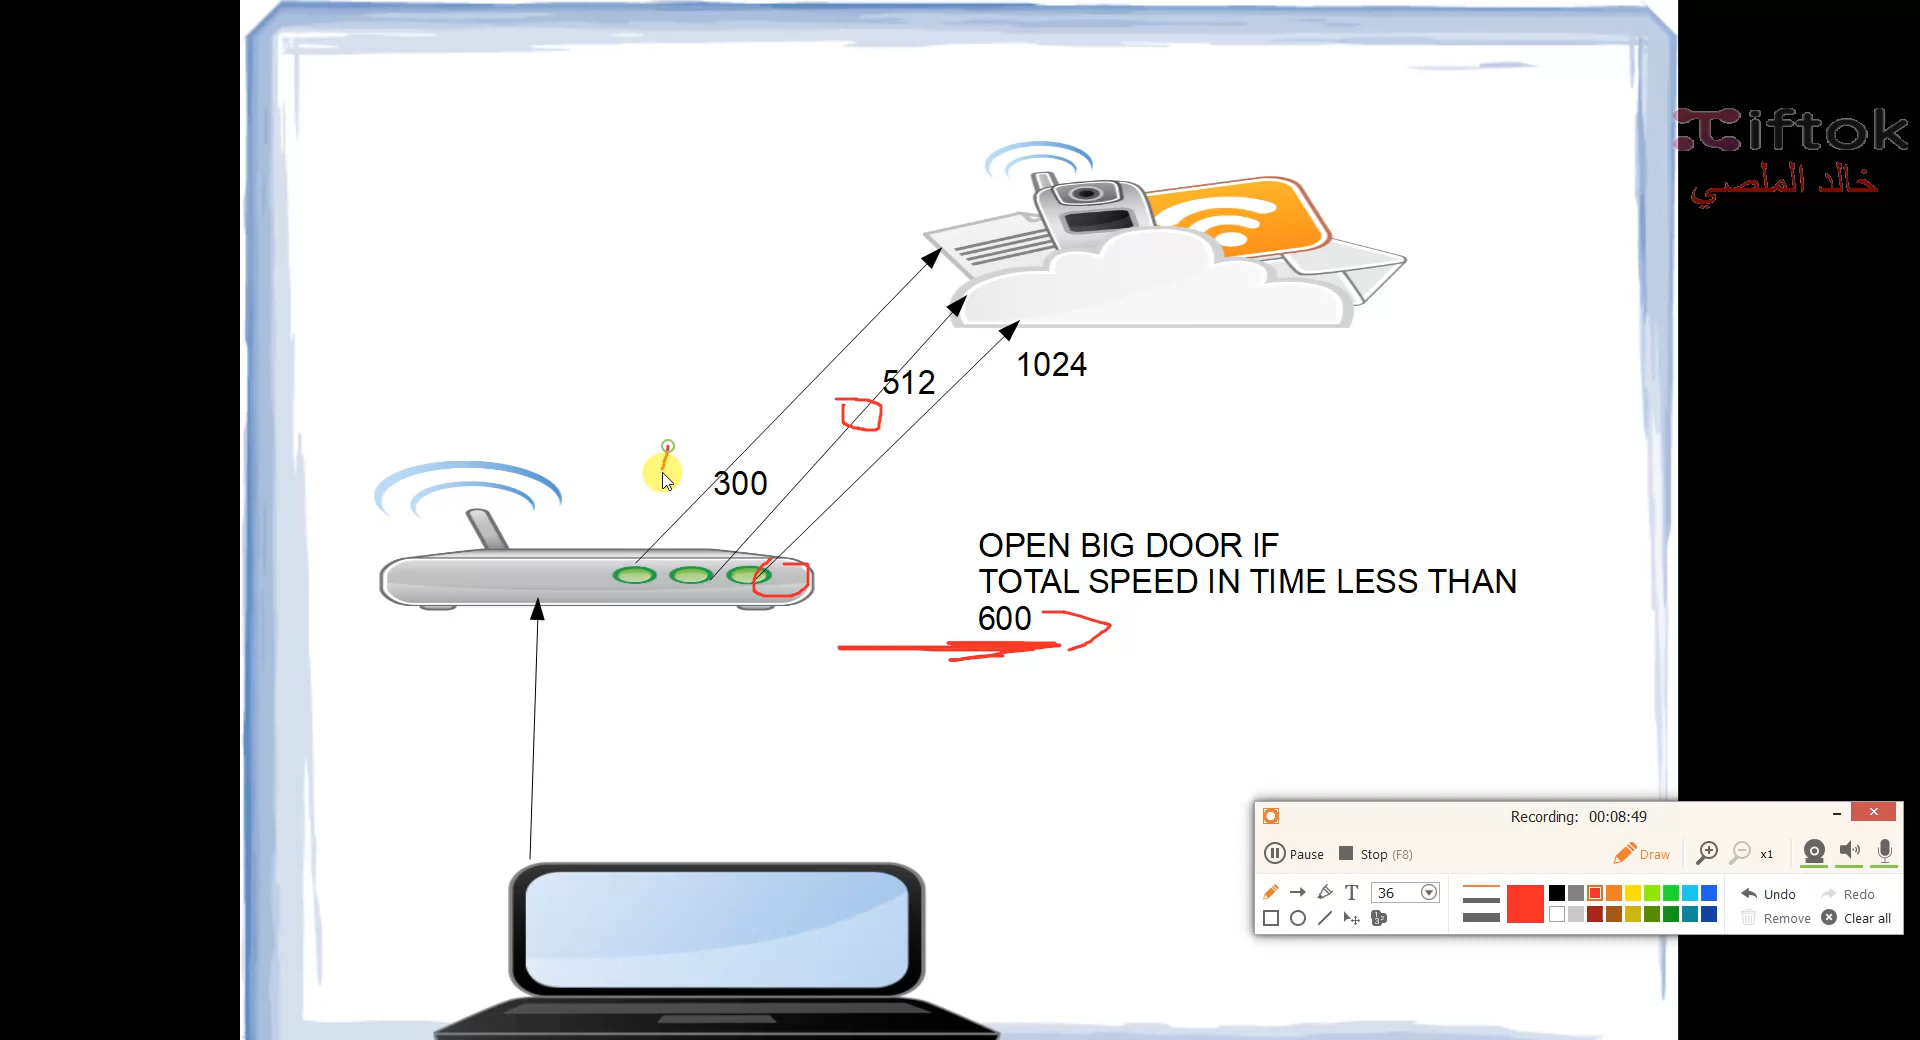 iftok
خالد الملصي
1024
512
300
OPEN BIG DOOR IF
TOTAL SPEED IN TIME LESS THAN
600
Recording: 00:08:49
Pause
Stop (F8)
Draw
x1
T
36
Undo
Redo
Remove
Clear all